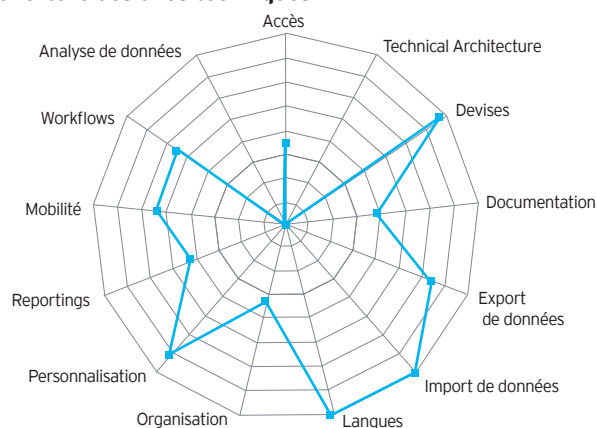 Accès
Analyse de données
Technical Architecture
Workflows
Devises
Mobilité
Documentation
Reportings
Export
de données
Personnalisation
Import de données
Organisation
Langues